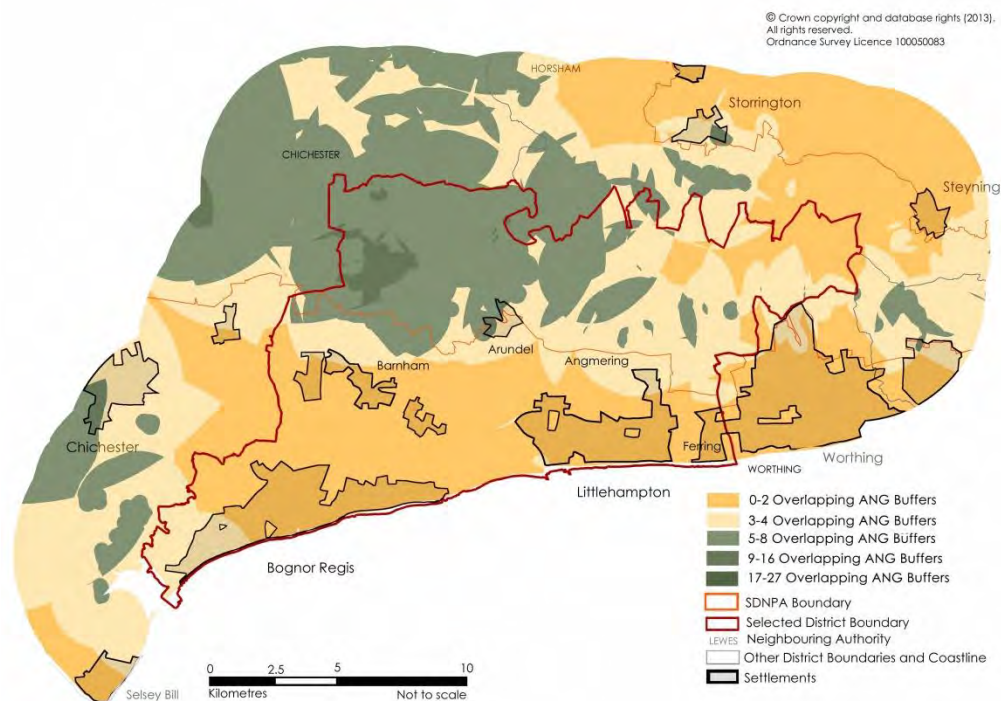 © Crown copyright and database rights (2013).
All rights reserved.
Ordnance Survey Licence 100050083
HORSHAM
Storrington
CHICHESTER
Steyning
Arundel
Barnham
Angmering
Chichester
Ferring
Worthing
WORTHING
Littlehampton
Bognor Regis
Selsey Bill
0-2 Overlapping ANG Buffers
3-4 Overlapping ANG Buffers
5-8 Overlapping ANG Buffers
9-16 Overlapping ANG Buffers
17-27 Overlapping ANG Buffers
SDNPA Boundary
Selected District Boundary
LEWES Neighbouring Authority
Other District Boundaries and Coastline
Settlements
0 2.5 5 10
Kilometres Not to scale